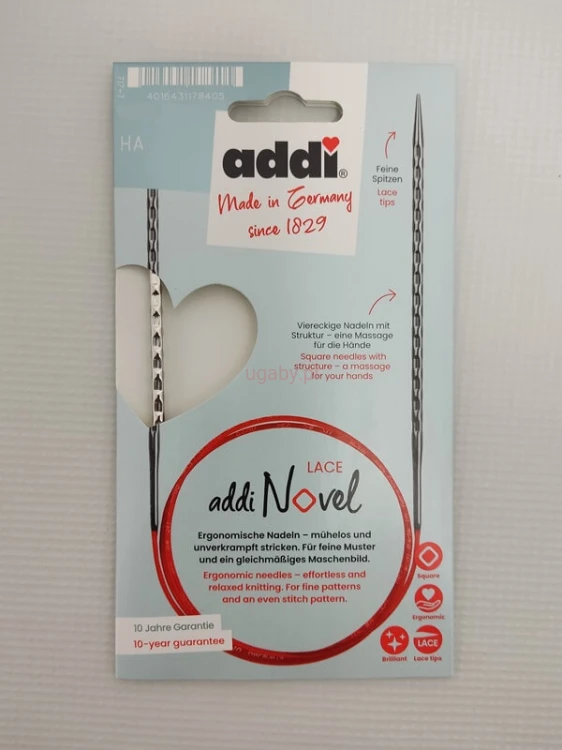 717-7
4016431178405
HA
addi®
Made in Germany
since 1829
Feine
Spitzen
Lace
tips
Viereckige Nadeln mit
Struktur – eine Massage
für die Hände
Square needles with
structure – a massage
for your hands
LACE
addi Novel
Ergonomische Nadeln – mühelos und
unverkrampft stricken. Für feine Muster
und ein gleichmäßiges Maschenbild.
Ergonomic needles – effortless and
relaxed knitting. For fine patterns
and an even stitch pattern.
Square
Ergonomic
10 Jahre Garantie
10-year guarantee
LACE
Brilliant
Lace tips